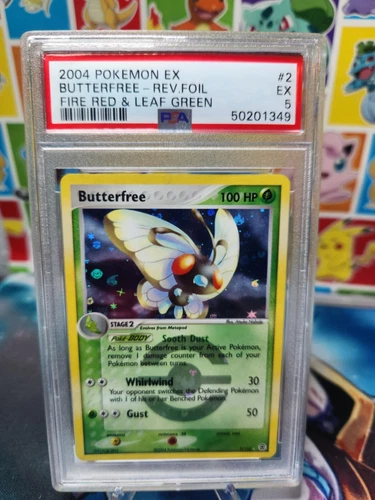 2004 POKEMON EX #2
BUTTERFREE - REV.FOIL EX
FIRE RED & LEAF GREEN 5
PSA 50201349
Butterfree 100 HP
STAGE 2 Evolves from Metapod
Poké-BODY Sooth Dust
As long as Butterfree is your Active Pokémon,
remove 1 damage counter from each of your
Pokémon between turns.
Whirlwind 30
Your opponent switches the Defending Pokémon
with 1 of his or her Benched Pokémon.
Gust 50